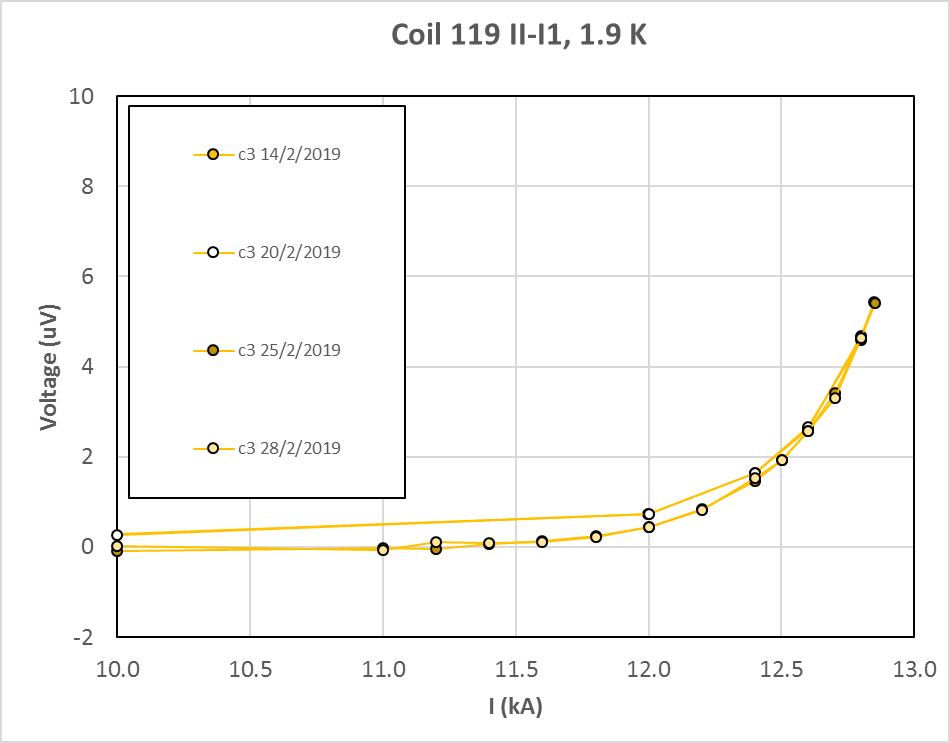 Coil 119 II-I1, 1.9 K
10
8
6
4
2
0
-2
Voltage (uV)
c3 14/2/2019
c3 20/2/2019
c3 25/2/2019
c3 28/2/2019
10.0 10.5 11.0 11.5 12.0 12.5 13.0
I (kA)